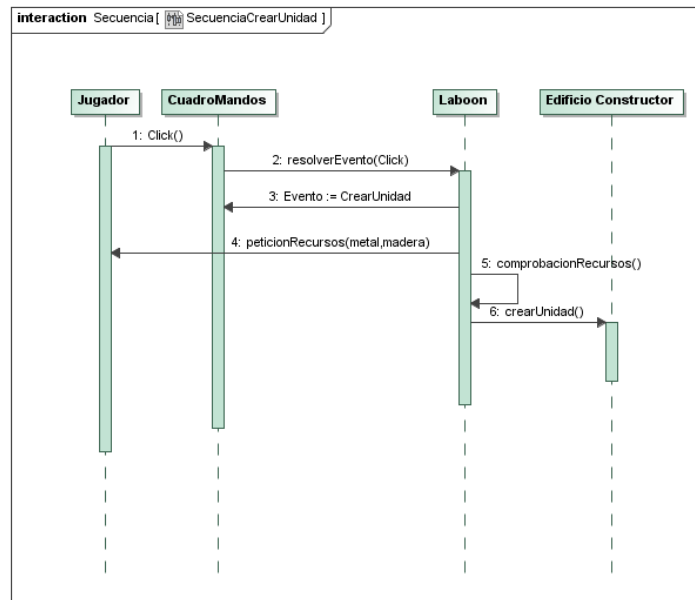 interaction Secuencia[ SecuenciaCrearUnidad ]
Jugador
CuadroMandos
Laboon
Edificio Constructor
1: Click()
2: resolverEvento(Click)
3: Evento := CrearUnidad
4: peticionRecursos(metal,madera)
5: comprobacionRecursos()
6: crearUnidad()